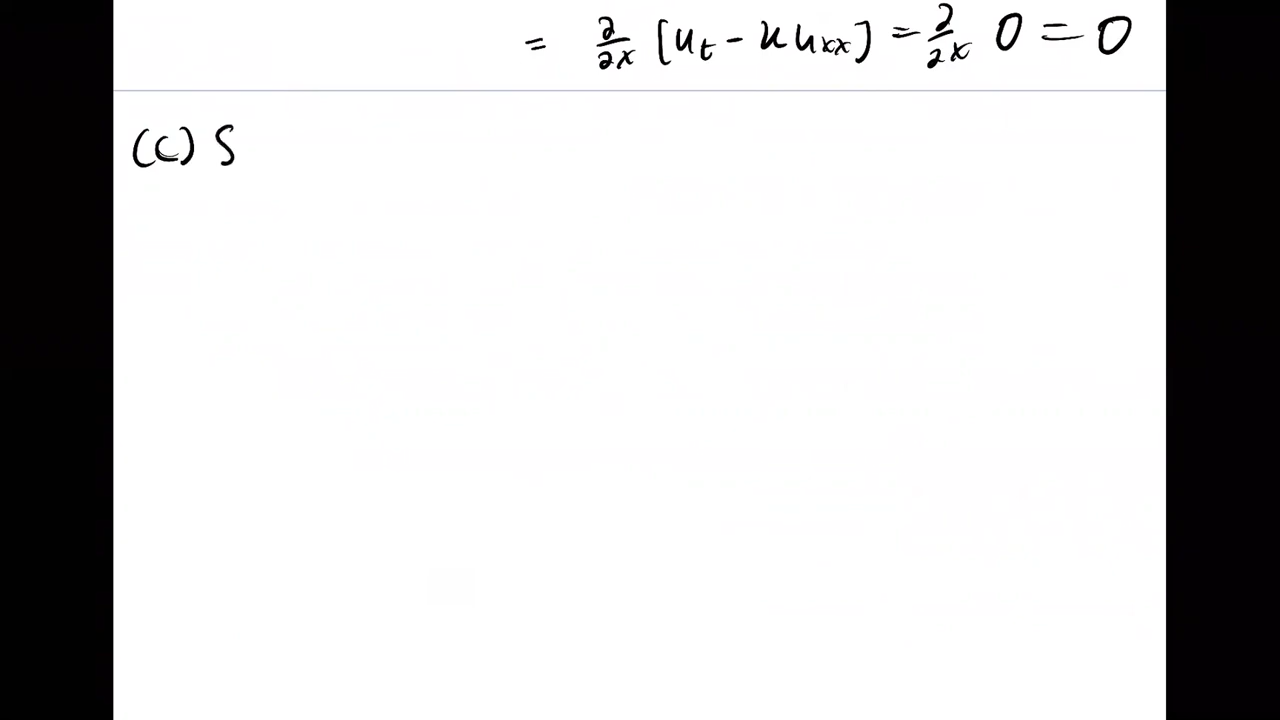 = ∂/∂x [u_t - k u_xx] = ∂/∂x 0 = 0
(c) S